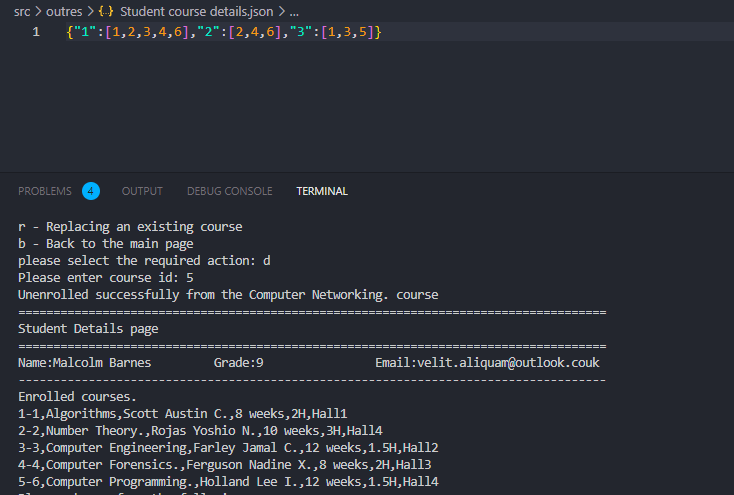 src > outres > {..} Student course details.json > ...
1 {"1":[1,2,3,4,6],"2":[2,4,6],"3":[1,3,5]}
PROBLEMS 4 OUTPUT DEBUG CONSOLE TERMINAL
r - Replacing an existing course
b - Back to the main page
please select the required action: d
Please enter course id: 5
Unenrolled successfully from the Computer Networking. course
====================================================================================
Student Details page
====================================================================================
Name:Malcolm Barnes Grade:9 Email:velit.aliquam@outlook.couk
------------------------------------------------------------------------------------
Enrolled courses.
1-1,Algorithms,Scott Austin C.,8 weeks,2H,Hall1
2-2,Number Theory.,Rojas Yoshio N.,10 weeks,3H,Hall4
3-3,Computer Engineering,Farley Jamal C.,12 weeks,1.5H,Hall2
4-4,Computer Forensics.,Ferguson Nadine X.,8 weeks,2H,Hall3
5-6,Computer Programming.,Holland Lee I.,12 weeks,1.5H,Hall4